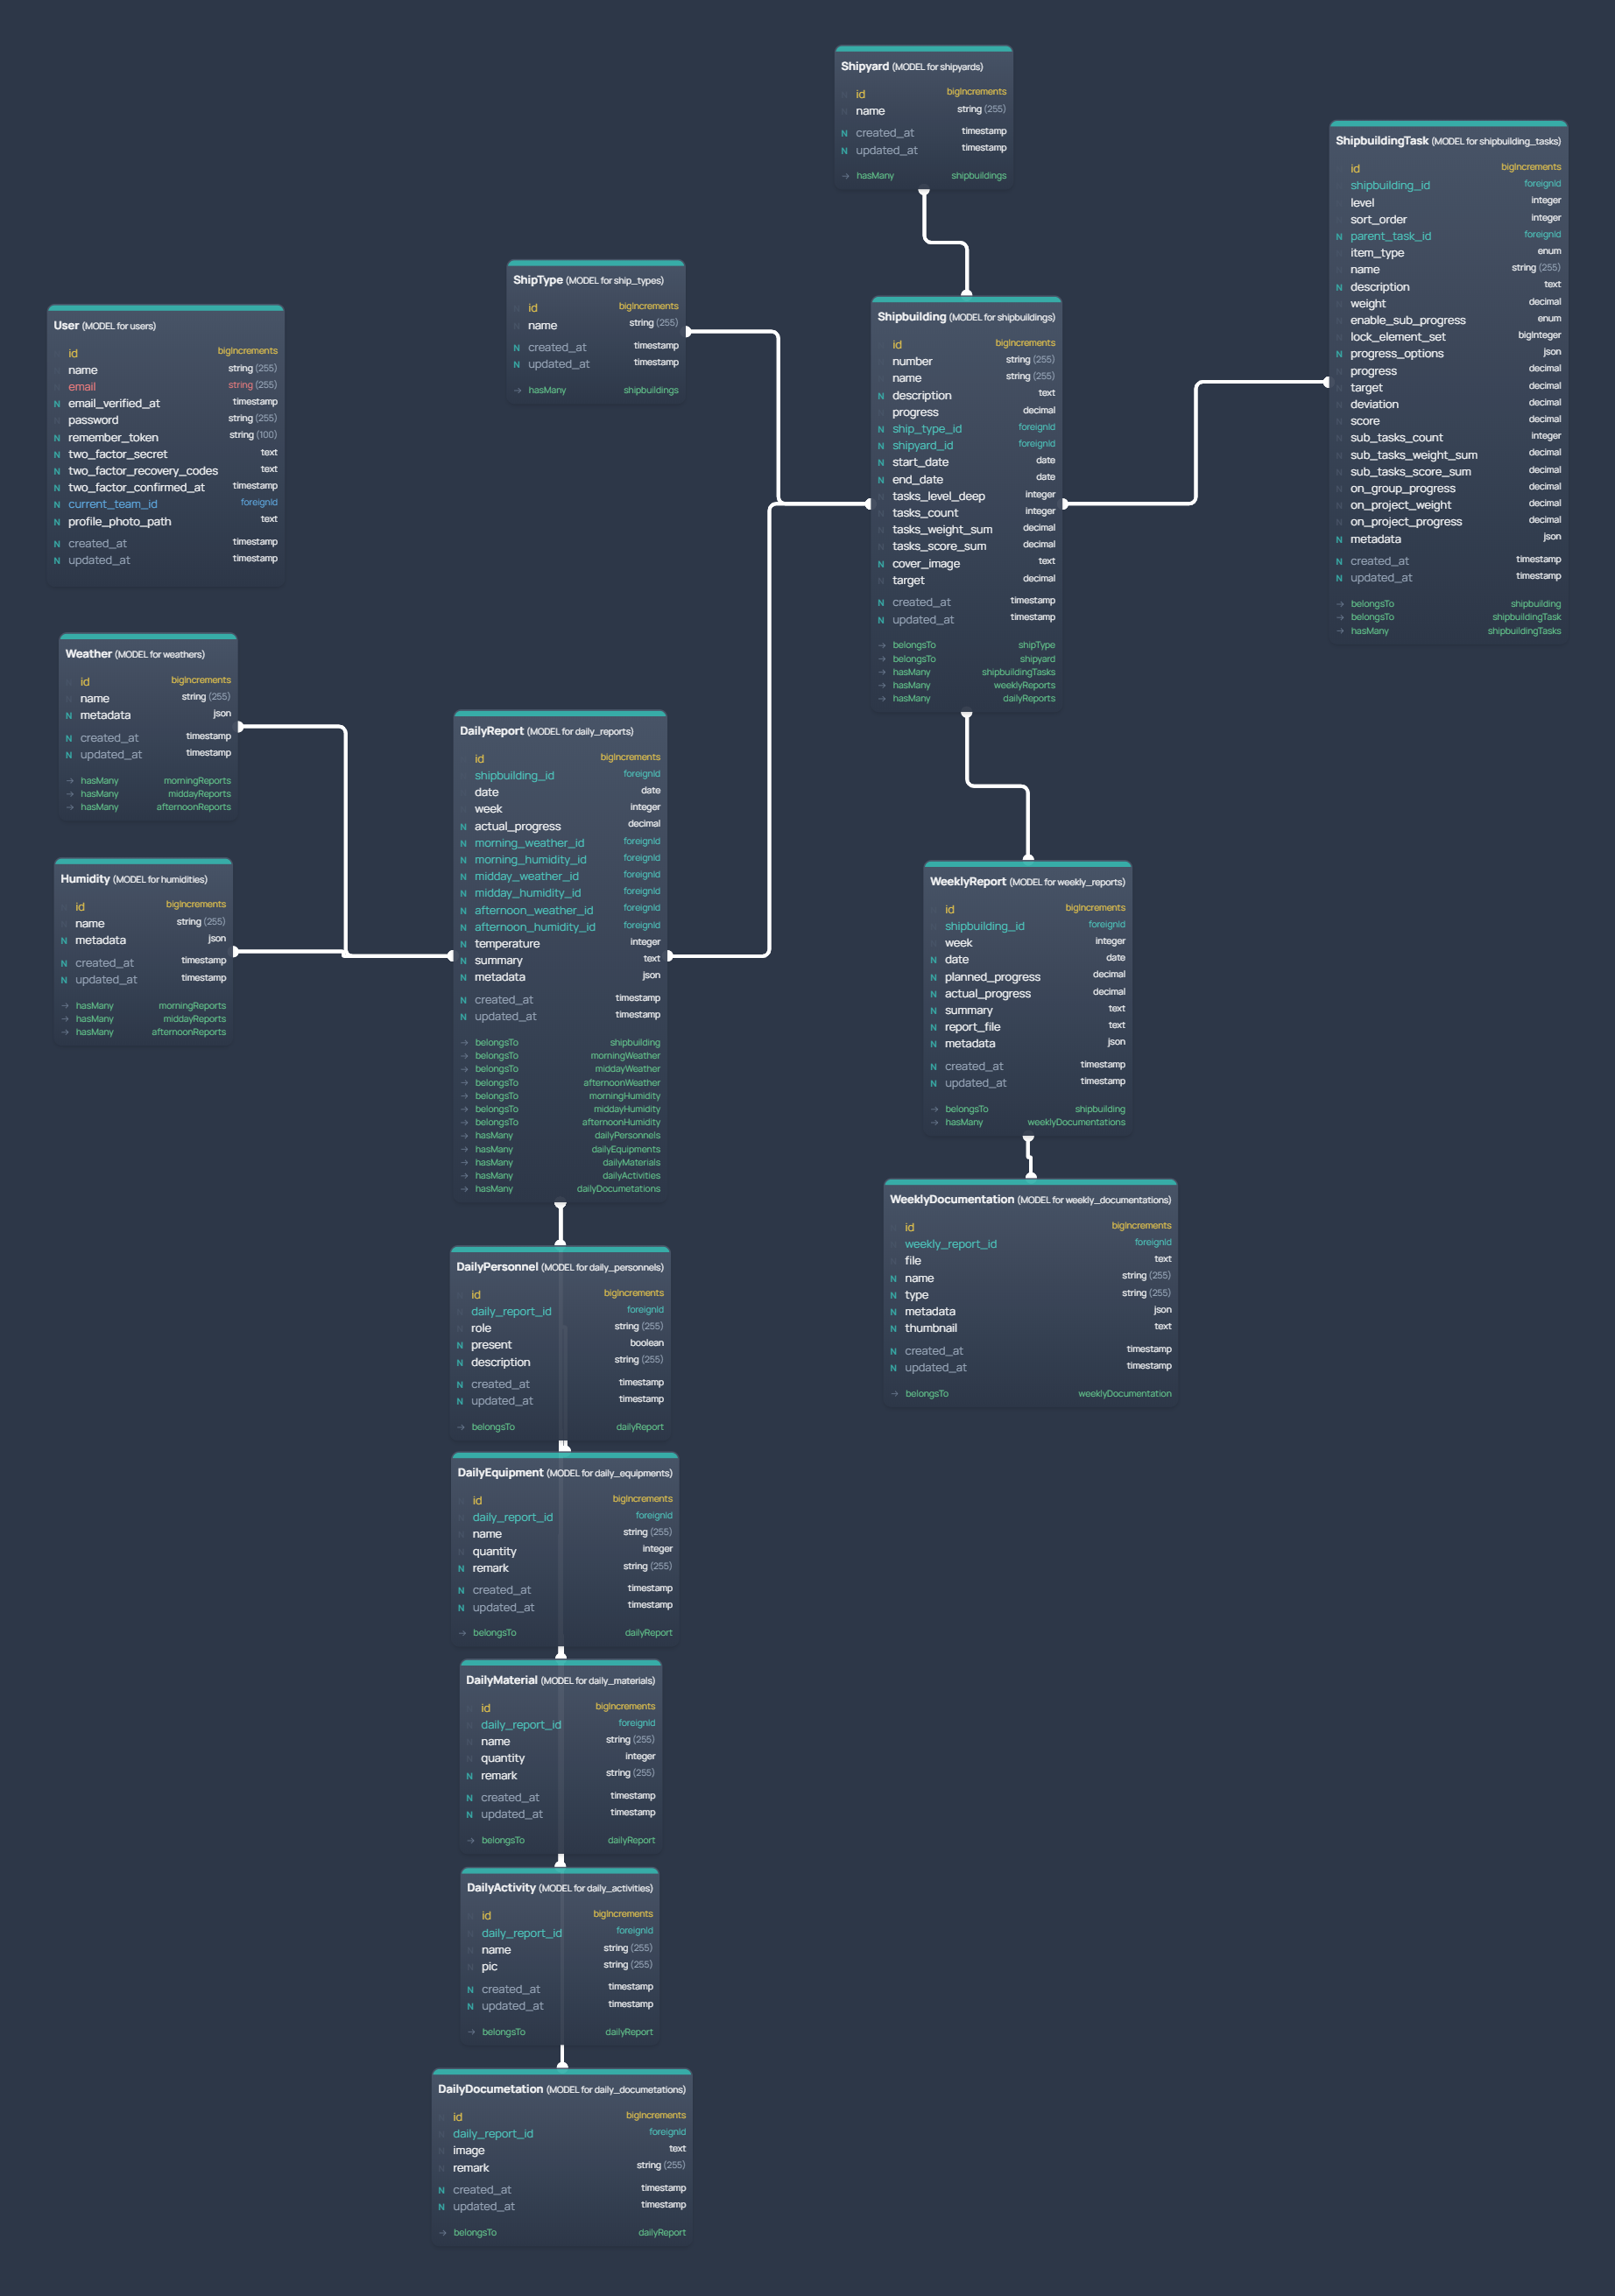 Shipyard (MODEL for shipyards)
id bigIncrements
name string (255)
N created_at timestamp
N updated_at timestamp
→ hasMany shipbuildings
ShipbuildingTask (MODEL for shipbuilding_tasks)
id bigIncrements
shipbuilding_id foreignId
level integer
sort_order integer
N parent_task_id foreignId
item_type enum
name string (255)
N description text
weight decimal
enable_sub_progress enum
lock_element_set bigInteger
N progress_options json
progress decimal
target decimal
deviation decimal
score decimal
sub_tasks_count integer
sub_tasks_weight_sum decimal
sub_tasks_score_sum decimal
on_group_progress decimal
on_project_weight decimal
on_project_progress decimal
N metadata json
N created_at timestamp
N updated_at timestamp
→ belongsTo shipbuilding
→ belongsTo shipbuildingTask
→ hasMany shipbuildingTasks
ShipType (MODEL for ship_types)
id bigIncrements
name string (255)
N created_at timestamp
N updated_at timestamp
→ hasMany shipbuildings
Shipbuilding (MODEL for shipbuildings)
id bigIncrements
number string (255)
name string (255)
N description text
progress decimal
N ship_type_id foreignId
N shipyard_id foreignId
N start_date date
N end_date date
tasks_level_deep integer
tasks_count integer
tasks_weight_sum decimal
tasks_score_sum decimal
N cover_image text
target decimal
N created_at timestamp
N updated_at timestamp
→ belongsTo shipType
→ belongsTo shipyard
→ hasMany shipbuildingTasks
→ hasMany weeklyReports
→ hasMany dailyReports
User (MODEL for users)
id bigIncrements
name string (255)
email string (255)
N email_verified_at timestamp
password string (255)
N remember_token string (100)
N two_factor_secret text
N two_factor_recovery_codes text
N two_factor_confirmed_at timestamp
N current_team_id foreignId
N profile_photo_path text
N created_at timestamp
N updated_at timestamp
Weather (MODEL for weathers)
id bigIncrements
name string (255)
N metadata json
N created_at timestamp
N updated_at timestamp
→ hasMany morningReports
→ hasMany middayReports
→ hasMany afternoonReports
Humidity (MODEL for humidities)
id bigIncrements
name string (255)
N metadata json
N created_at timestamp
N updated_at timestamp
→ hasMany morningReports
→ hasMany middayReports
→ hasMany afternoonReports
DailyReport (MODEL for daily_reports)
id bigIncrements
shipbuilding_id foreignId
date date
week integer
N actual_progress decimal
N morning_weather_id foreignId
N morning_humidity_id foreignId
N midday_weather_id foreignId
N midday_humidity_id foreignId
N afternoon_weather_id foreignId
N afternoon_humidity_id foreignId
N temperature integer
N summary text
N metadata json
N created_at timestamp
N updated_at timestamp
→ belongsTo shipbuilding
→ belongsTo morningWeather
→ belongsTo middayWeather
→ belongsTo afternoonWeather
→ belongsTo morningHumidity
→ belongsTo middayHumidity
→ belongsTo afternoonHumidity
→ hasMany dailyPersonnels
→ hasMany dailyEquipments
→ hasMany dailyMaterials
→ hasMany dailyActivities
→ hasMany dailyDocumetations
WeeklyReport (MODEL for weekly_reports)
id bigIncrements
shipbuilding_id foreignId
week integer
N date date
N planned_progress decimal
N actual_progress decimal
N summary text
N report_file text
N metadata json
N created_at timestamp
N updated_at timestamp
→ belongsTo shipbuilding
→ hasMany weeklyDocumentations
WeeklyDocumentation (MODEL for weekly_documentations)
id bigIncrements
weekly_report_id foreignId
file text
N name string (255)
N type string (255)
N metadata json
N thumbnail text
N created_at timestamp
N updated_at timestamp
→ belongsTo weeklyDocumentation
DailyPersonnel (MODEL for daily_personnels)
id bigIncrements
daily_report_id foreignId
role string (255)
N present boolean
N description string (255)
N created_at timestamp
N updated_at timestamp
→ belongsTo dailyReport
DailyEquipment (MODEL for daily_equipments)
id bigIncrements
daily_report_id foreignId
name string (255)
quantity integer
N remark string (255)
N created_at timestamp
N updated_at timestamp
→ belongsTo dailyReport
DailyMaterial (MODEL for daily_materials)
id bigIncrements
daily_report_id foreignId
name string (255)
quantity integer
N remark string (255)
N created_at timestamp
N updated_at timestamp
→ belongsTo dailyReport
DailyActivity (MODEL for daily_activities)
id bigIncrements
daily_report_id foreignId
name string (255)
pic string (255)
N created_at timestamp
N updated_at timestamp
→ belongsTo dailyReport
DailyDocumetation (MODEL for daily_documetations)
id bigIncrements
daily_report_id foreignId
image text
remark string (255)
N created_at timestamp
N updated_at timestamp
→ belongsTo dailyReport